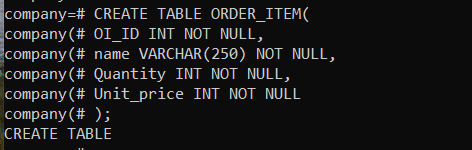 company=# CREATE TABLE ORDER_ITEM(
company(# OI_ID INT NOT NULL,
company(# name VARCHAR(250) NOT NULL,
company(# Quantity INT NOT NULL,
company(# Unit_price INT NOT NULL
company(# );
CREATE TABLE